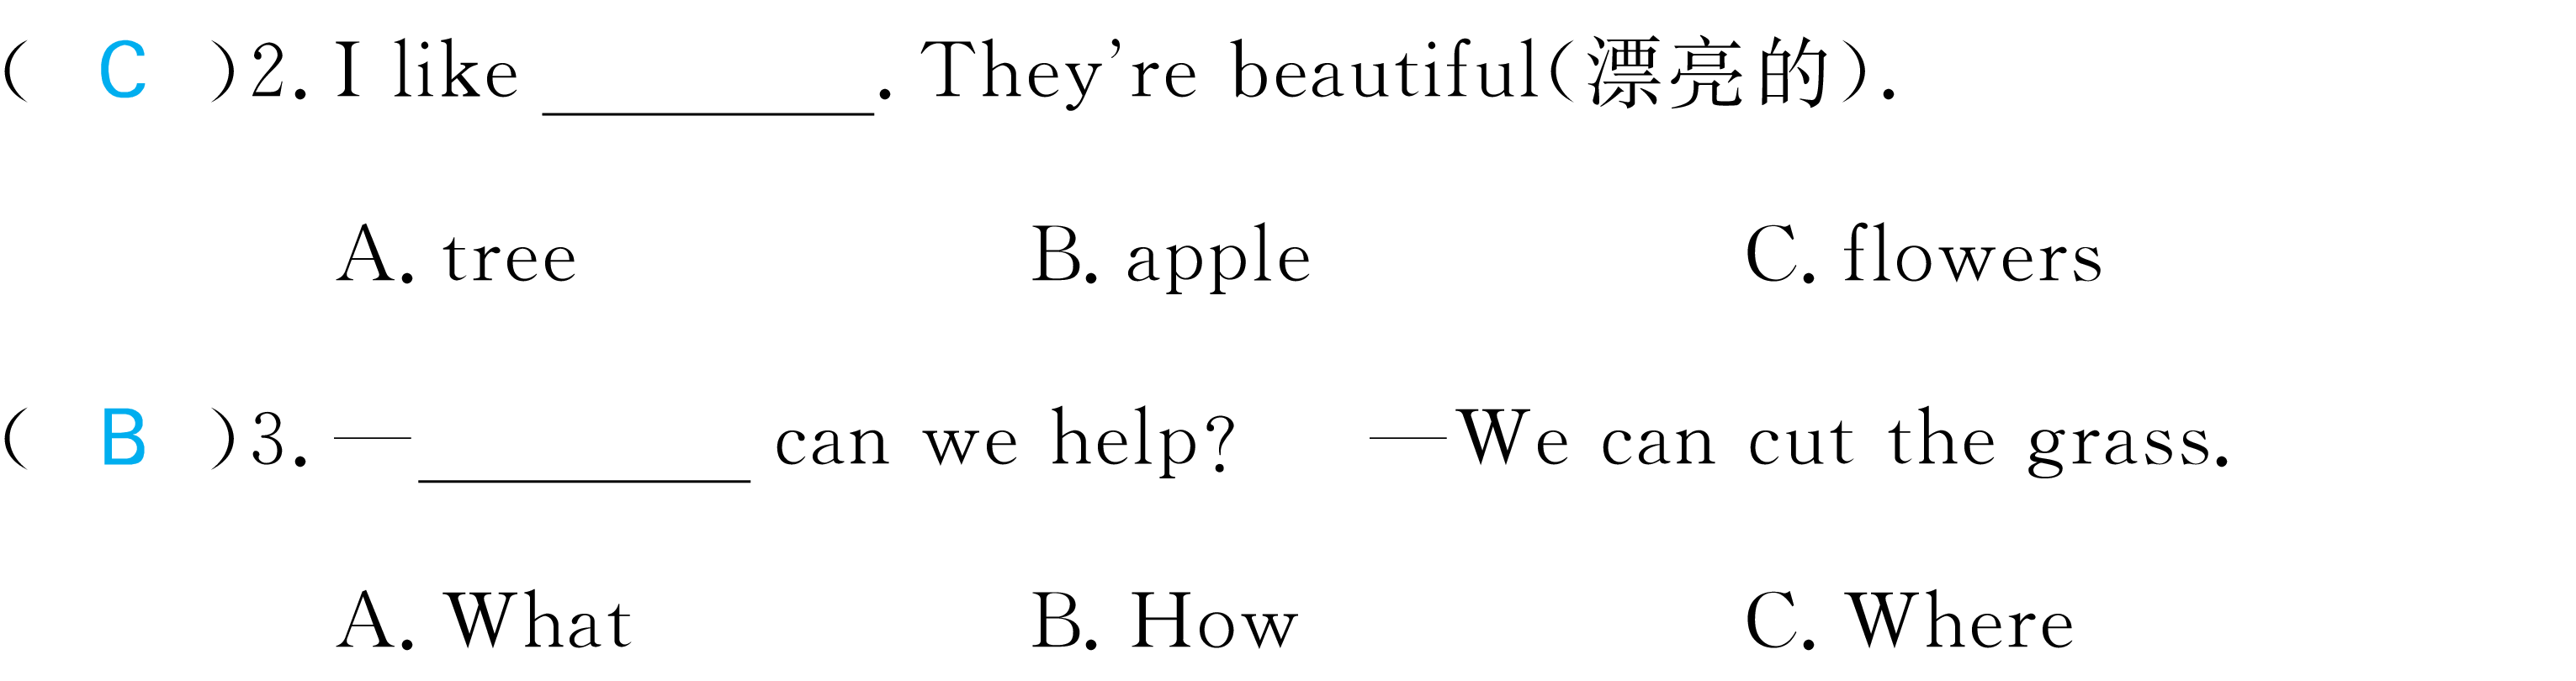 ( C )2. I like ________. They're beautiful(漂亮的).
A. tree B. apple C. flowers
( B )3. —________ can we help? —We can cut the grass.
A. What B. How C. Where